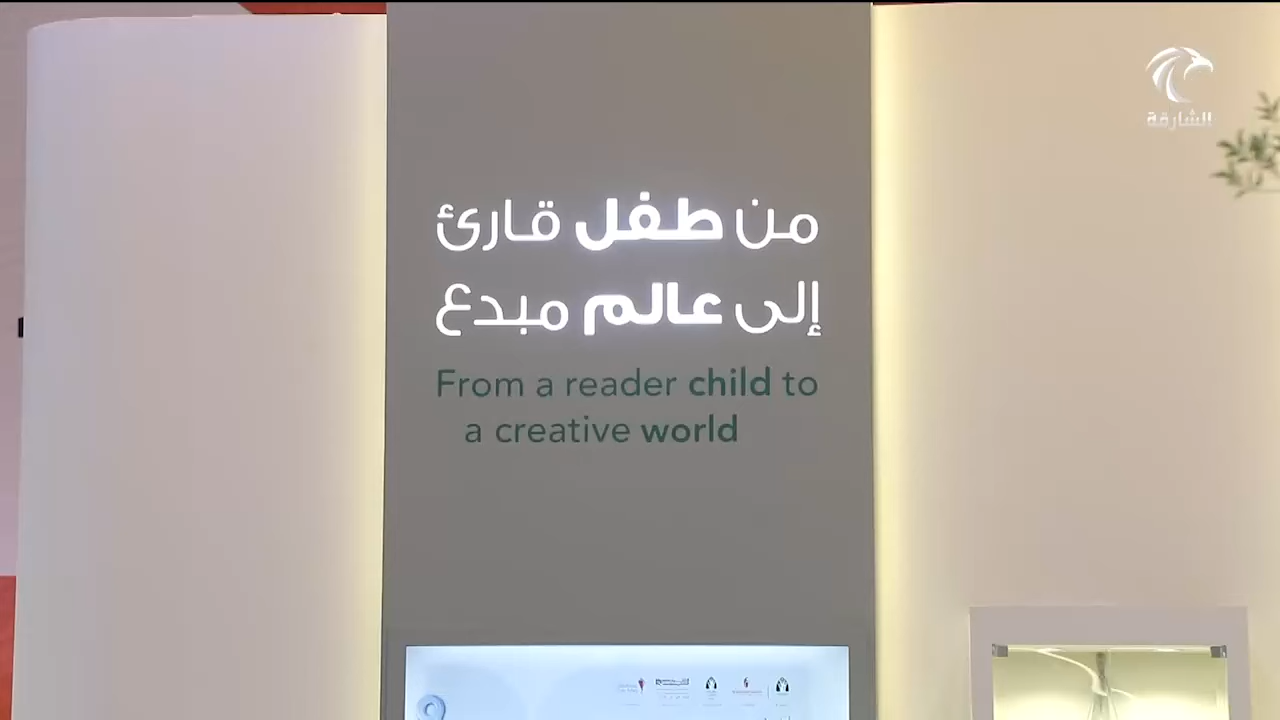 الشارقة
من طفل قارئ
إلى عالم مبدع
From a reader child to
a creative world